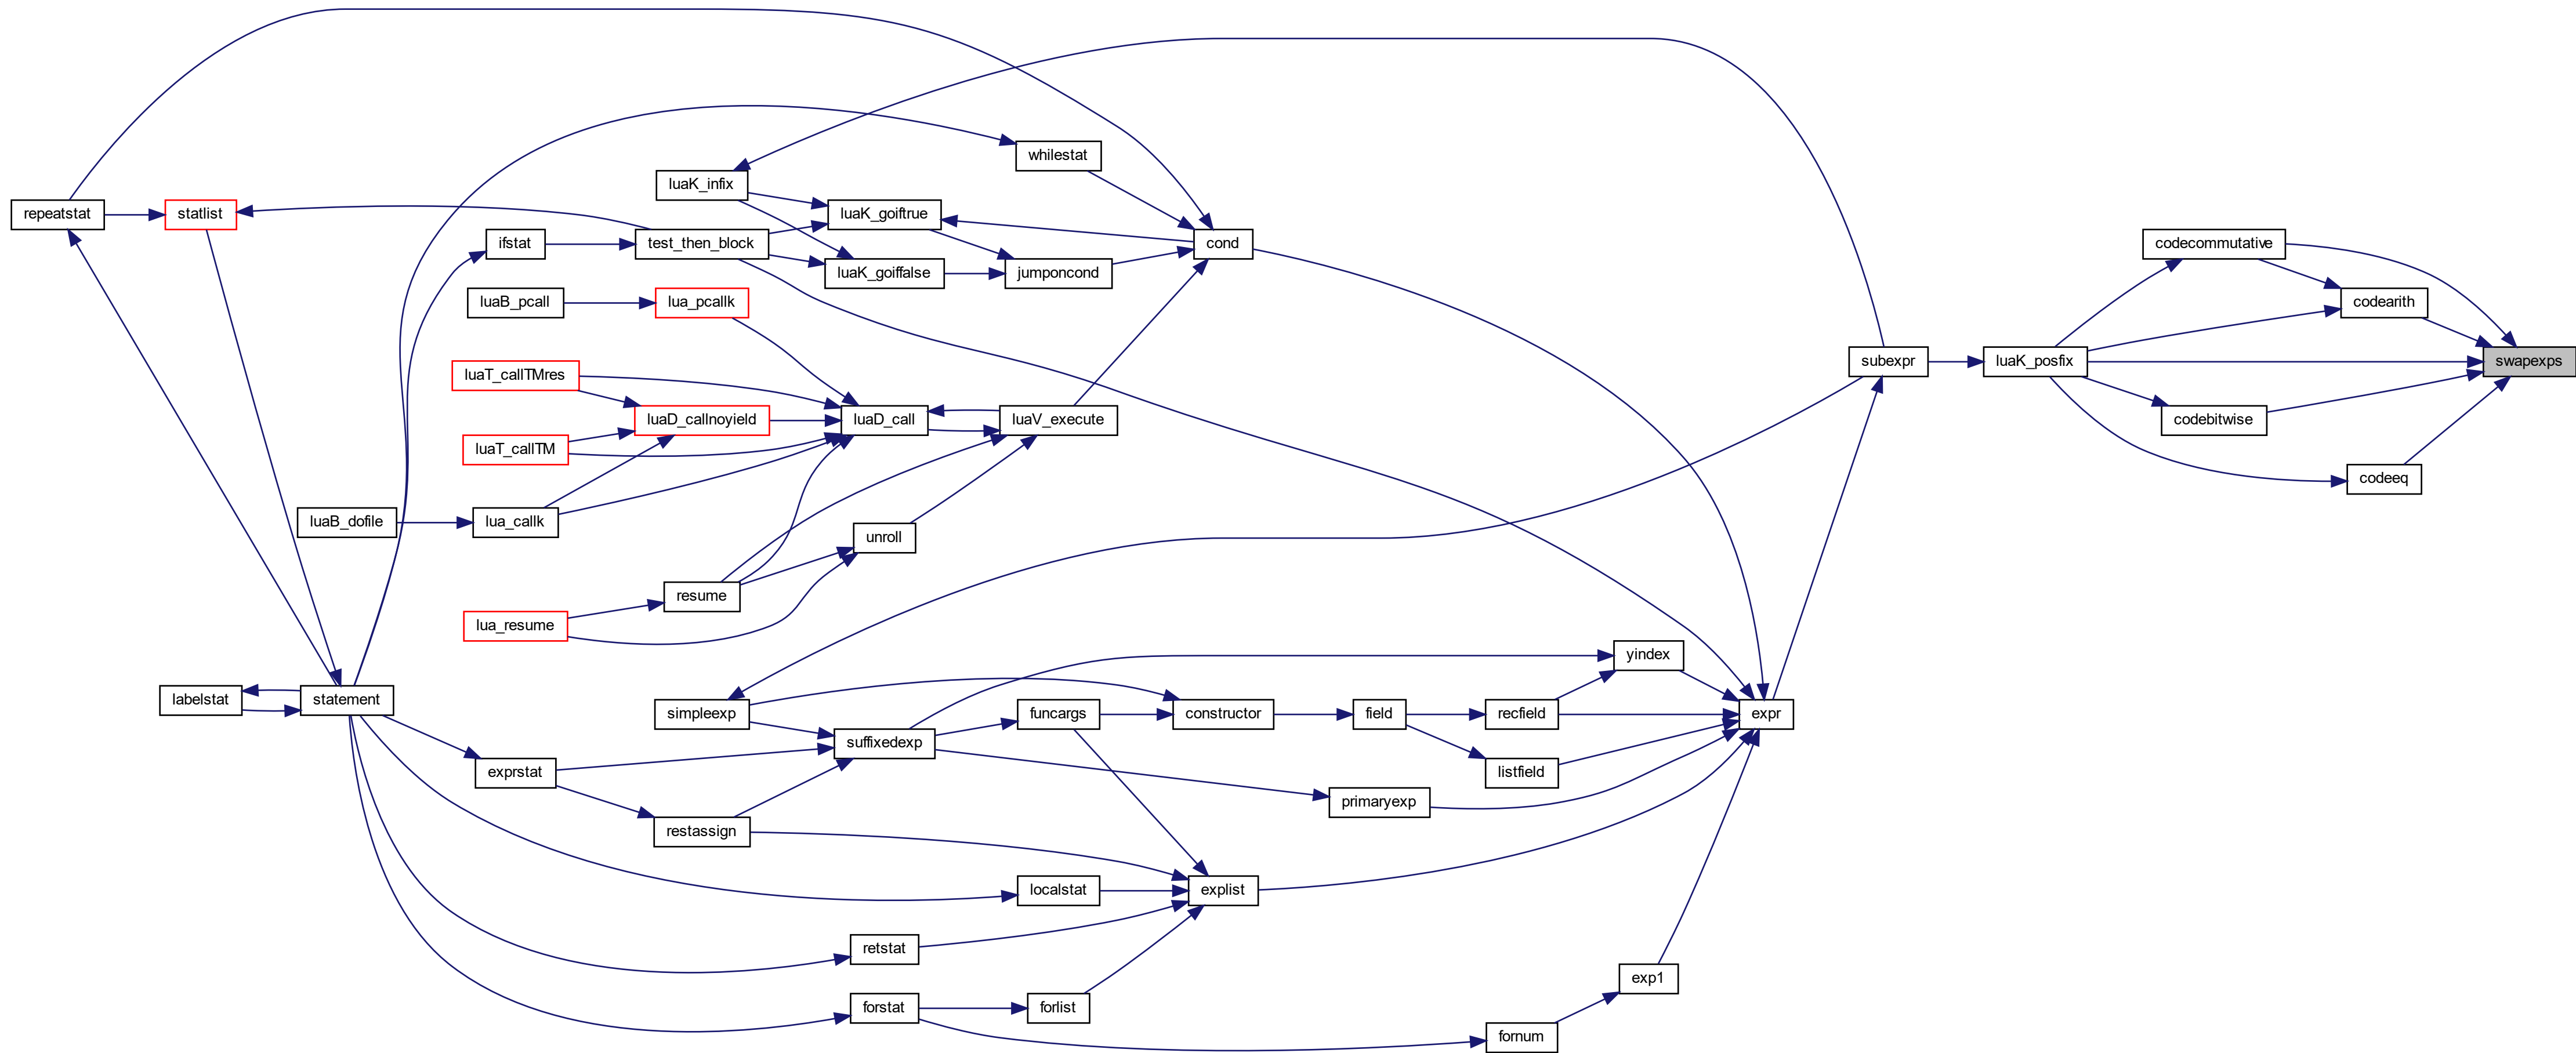 whilestat
luaK_infix
repeatstat
statlist
luaK_goiftrue
ifstat
test_then_block
cond
codecommutative
luaK_goiffalse
jumponcond
luaB_pcall
lua_pcallk
codearith
subexpr
luaK_posfix
swapexps
luaT_callTMres
luaD_callnoyield
luaD_call
luaV_execute
codebitwise
luaT_callTM
codeeq
luaB_dofile
lua_callk
unroll
resume
lua_resume
yindex
labelstat
statement
simpleexp
funcargs
constructor
field
recfield
expr
suffixedexp
exprstat
listfield
primaryexp
restassign
localstat
explist
retstat
exp1
forstat
forlist
fornum